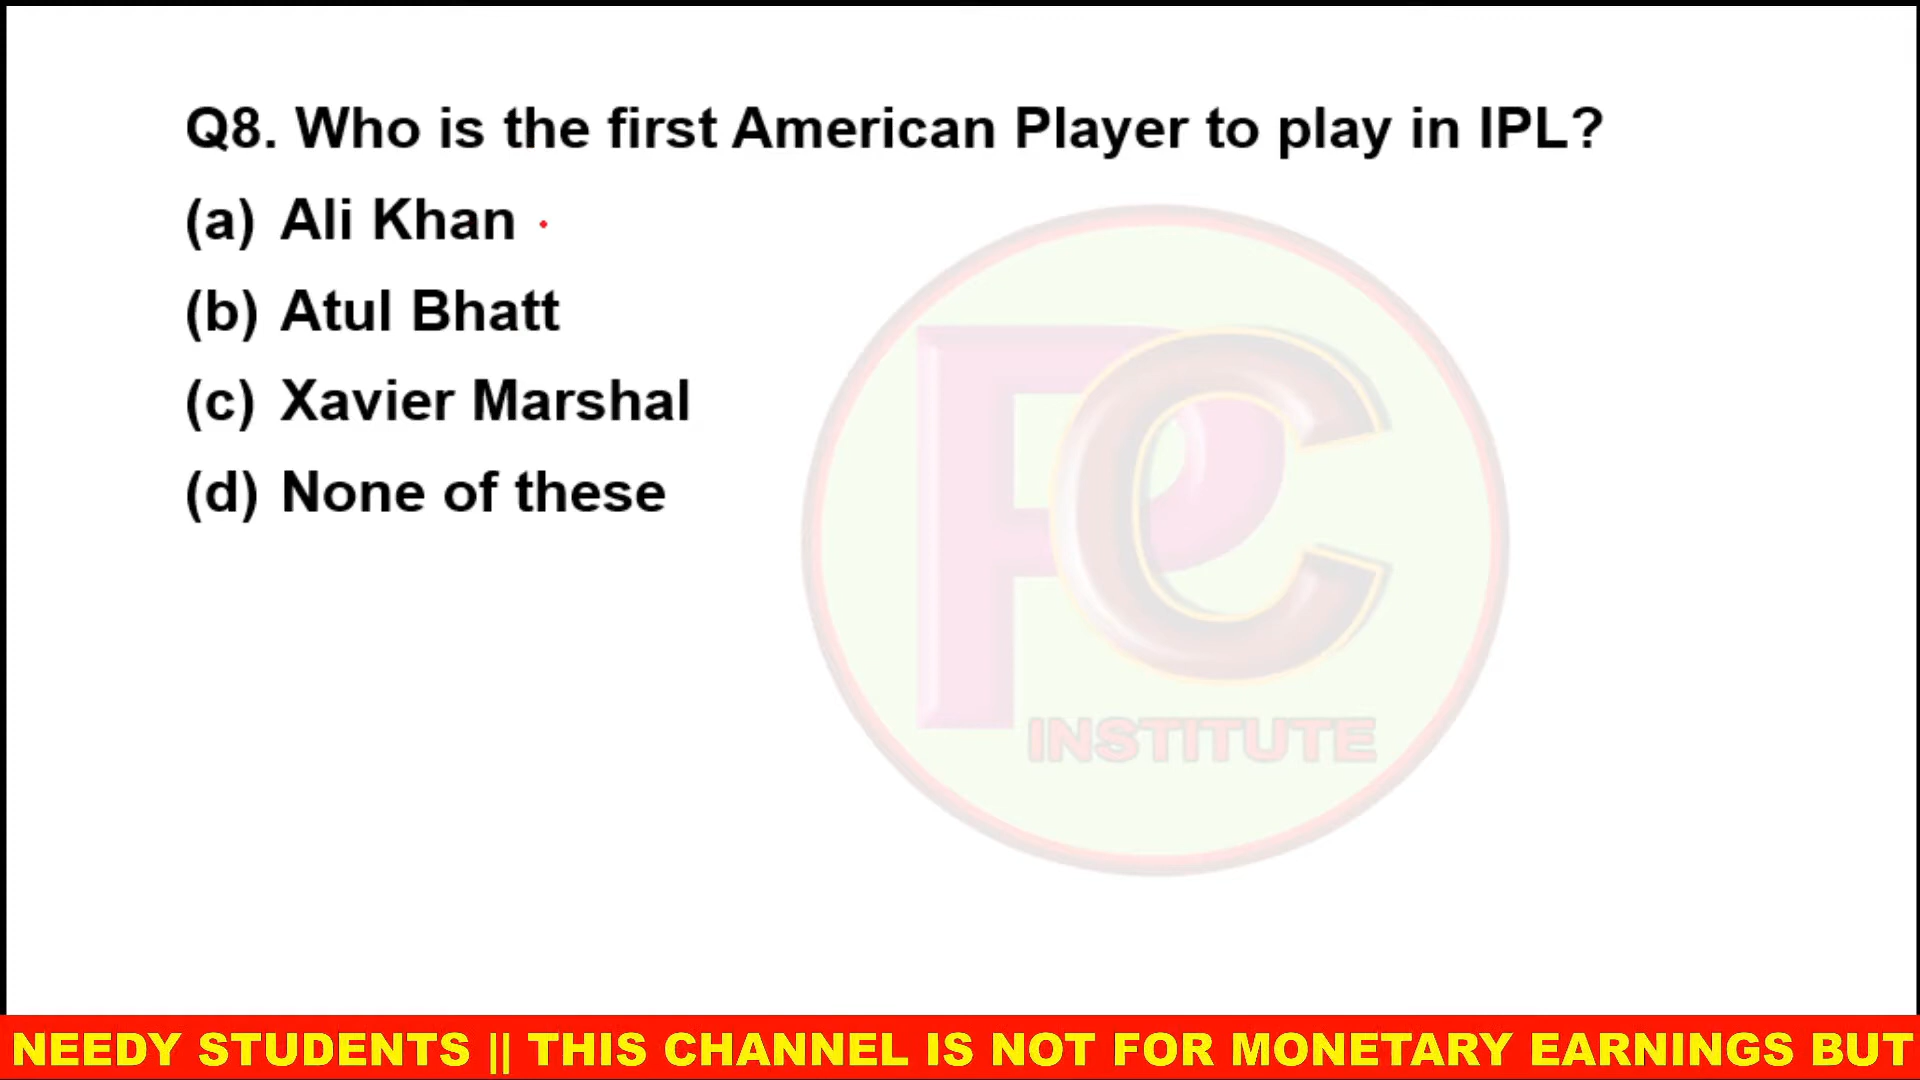 Q8. Who is the first American Player to play in IPL?
(a) Ali Khan
(b) Atul Bhatt
(c) Xavier Marshal
(d) None of these
PC
INSTITUTE
NEEDY STUDENTS || THIS CHANNEL IS NOT FOR MONETARY EARNINGS BUT